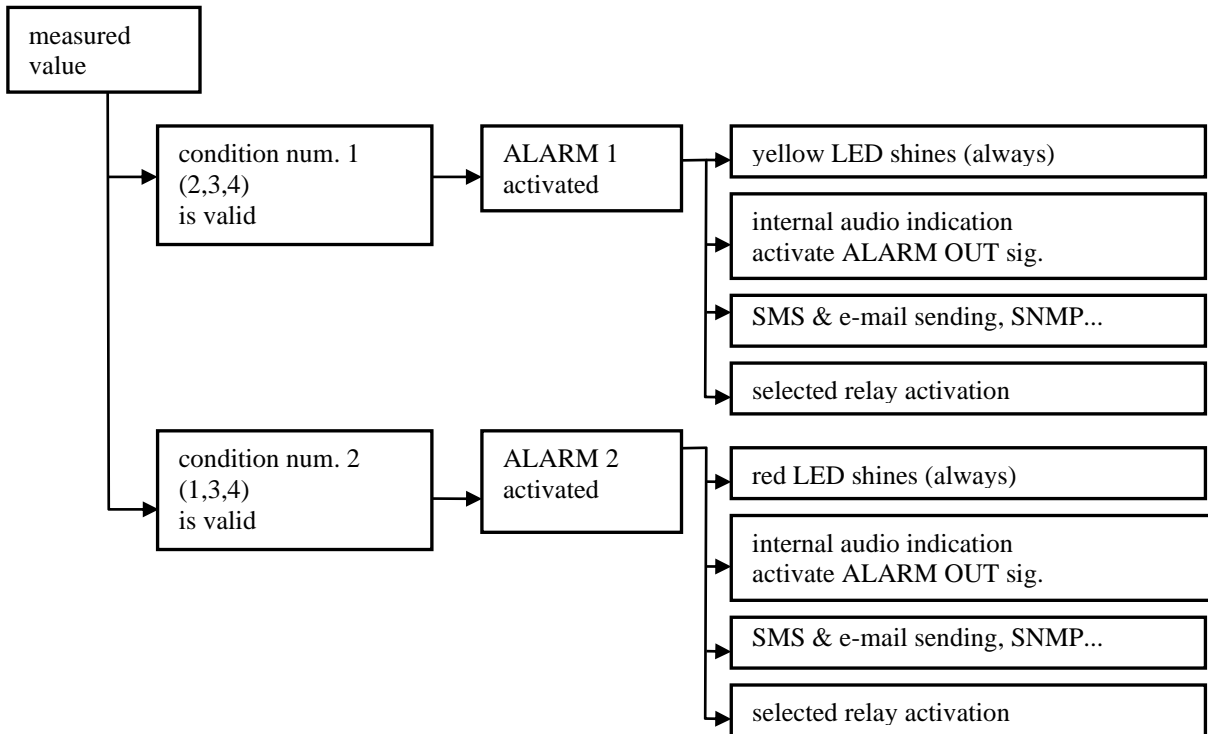 measured
value
condition num. 1
(2,3,4)
is valid
ALARM 1
activated
yellow LED shines (always)
internal audio indication
activate ALARM OUT sig.
SMS & e-mail sending, SNMP...
selected relay activation
condition num. 2
(1,3,4)
is valid
ALARM 2
activated
red LED shines (always)
internal audio indication
activate ALARM OUT sig.
SMS & e-mail sending, SNMP...
selected relay activation